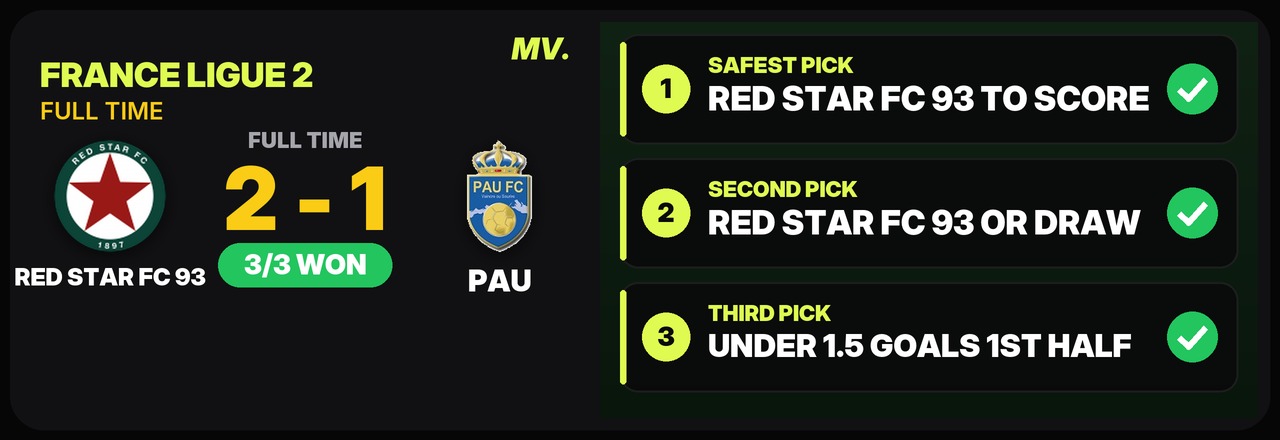 MV.
FRANCE LIGUE 2
FULL TIME
FULL TIME
RED STAR FC
1897
2 - 1
PAU FC
3/3 WON
RED STAR FC 93
PAU
1
SAFEST PICK
RED STAR FC 93 TO SCORE
2
SECOND PICK
RED STAR FC 93 OR DRAW
3
THIRD PICK
UNDER 1.5 GOALS 1ST HALF